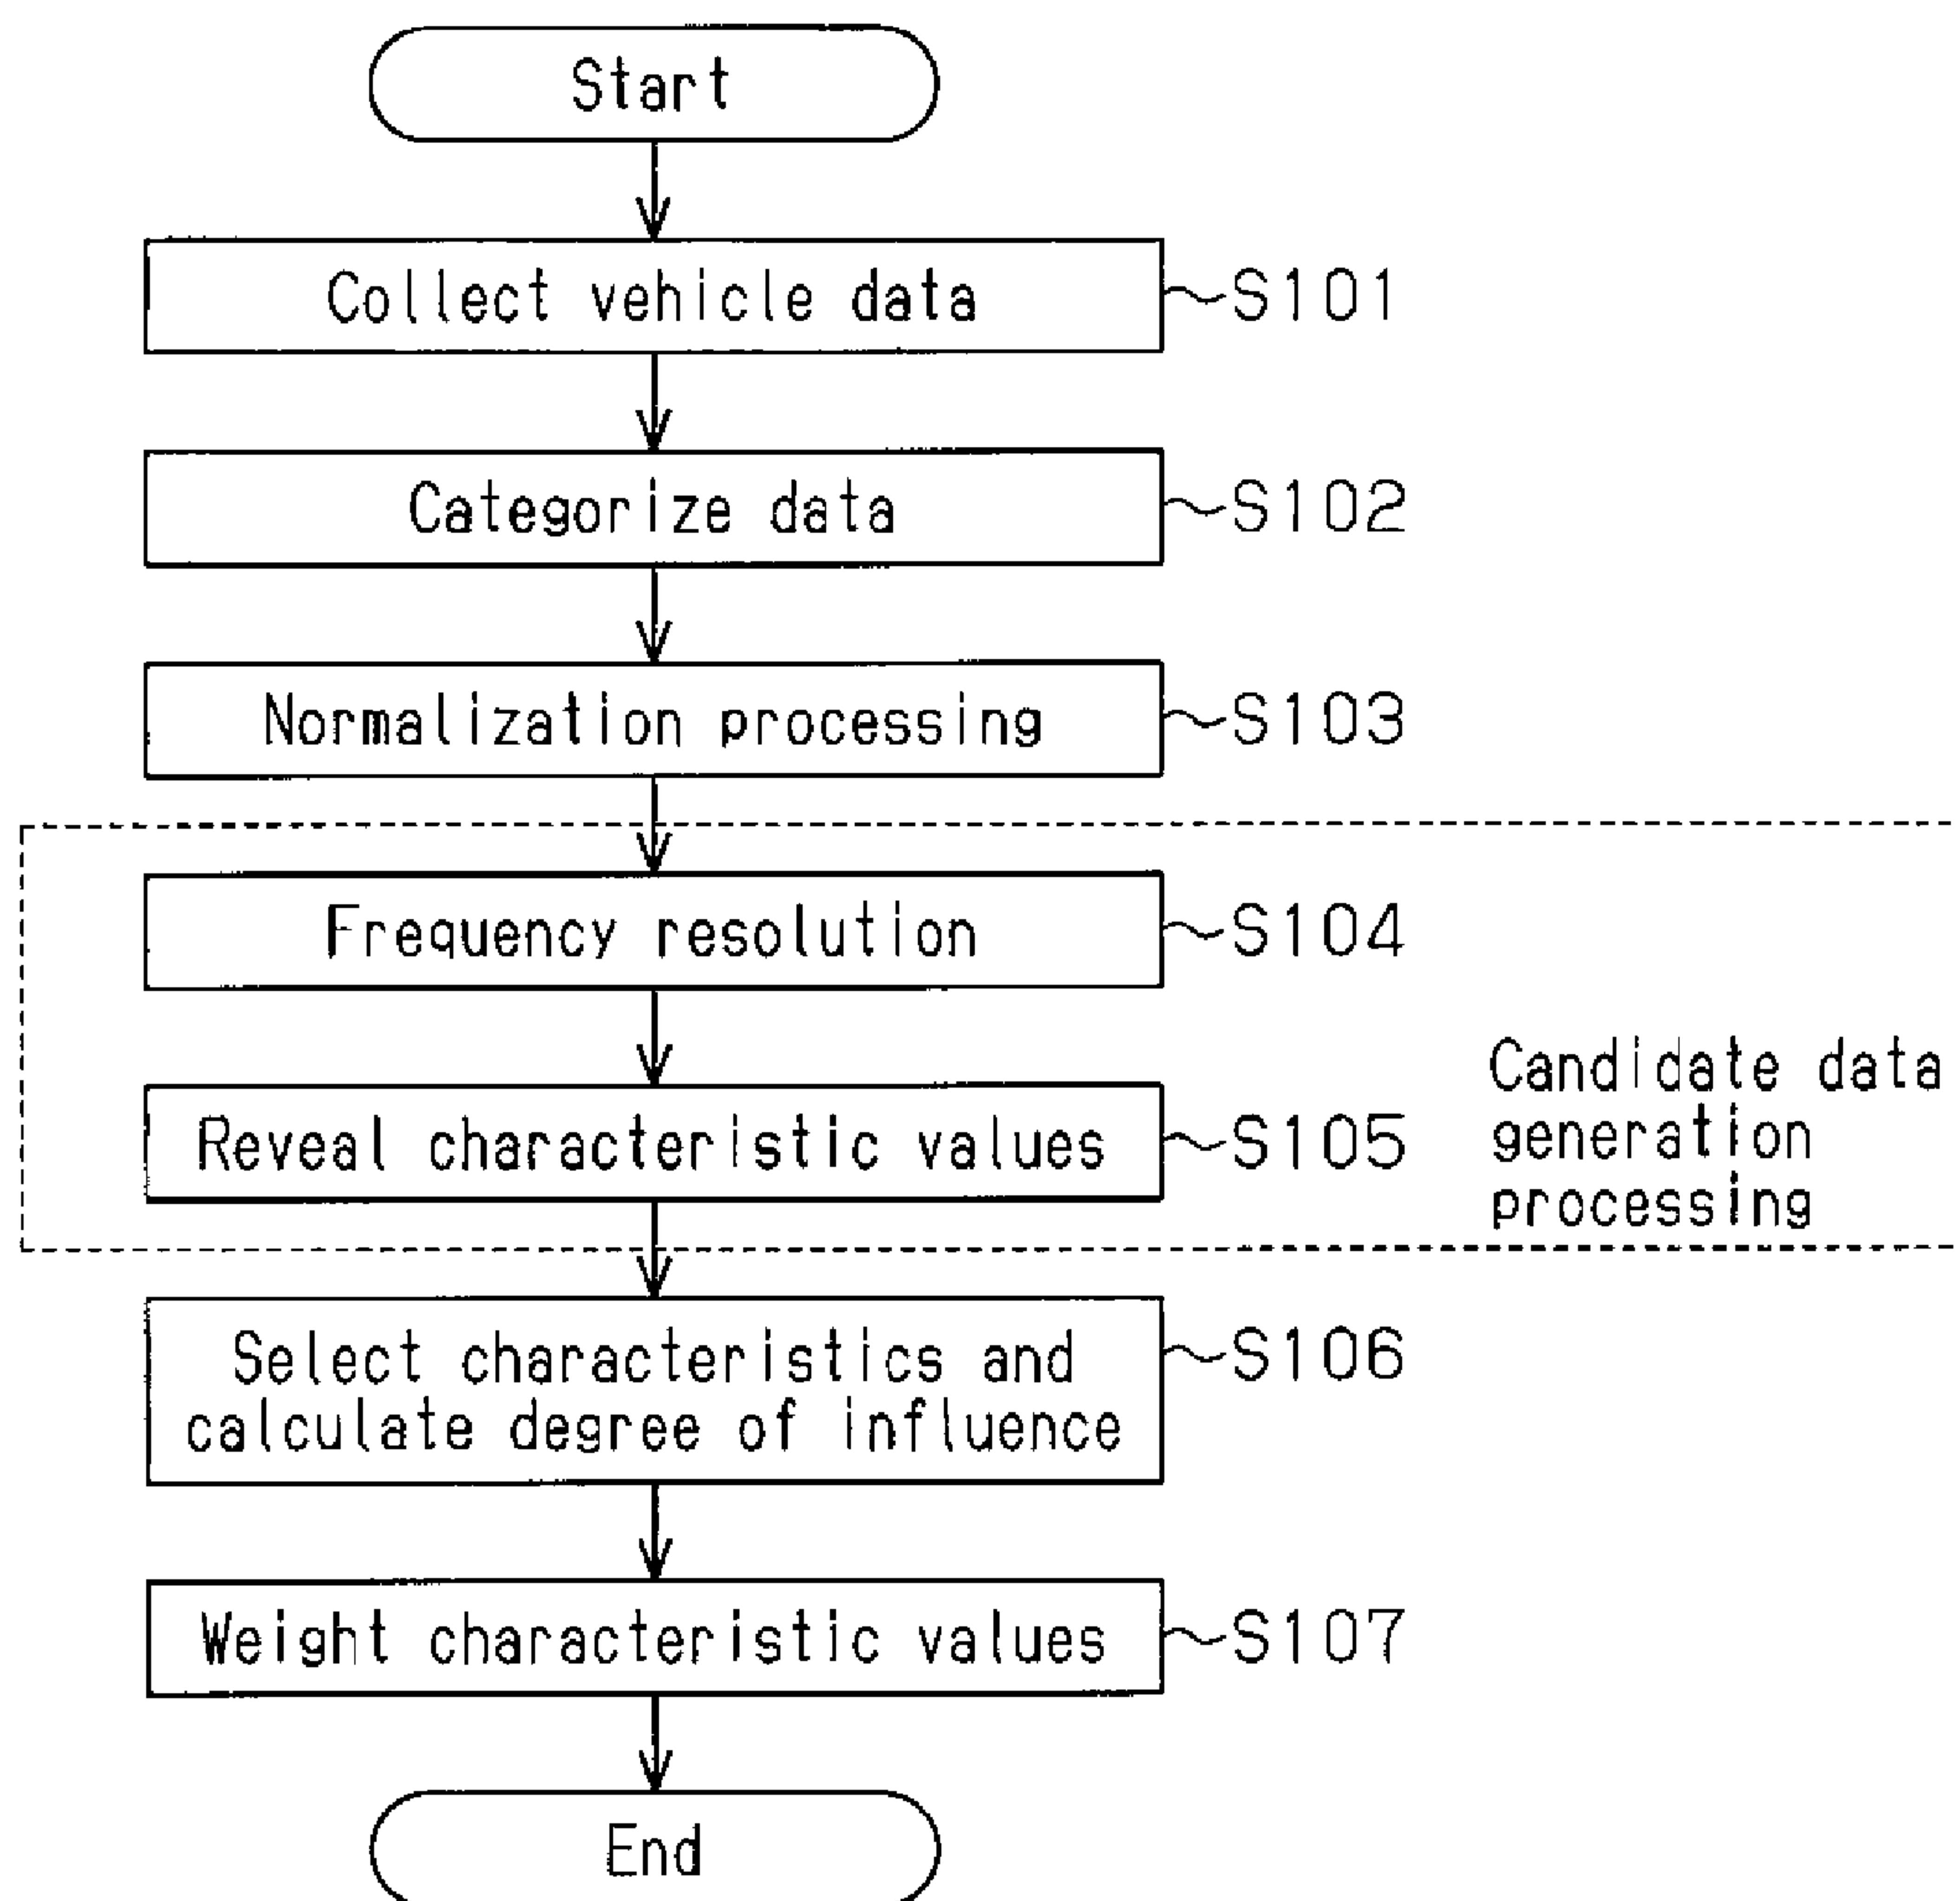 Start
Collect vehicle data
S101
Categorize data
S102
Normalization processing
S103
Frequency resolution
S104
Reveal characteristic values
S105
Candidate data
generation
processing
Select characteristics and
calculate degree of influence
S106
Weight characteristic values
S107
End